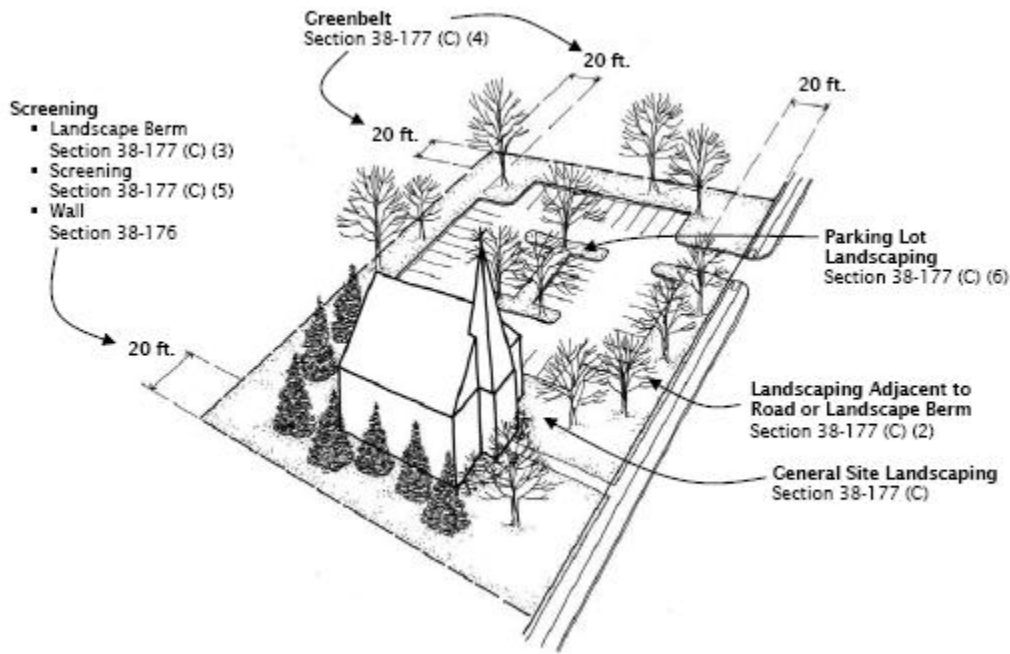 Greenbelt
Section 38-177 (C) (4)
20 ft.
20 ft.
20 ft.
Screening
▪ Landscape Berm
Section 38-177 (C) (3)
▪ Screening
Section 38-177 (C) (5)
▪ Wall
Section 38-176
20 ft.
Parking Lot
Landscaping
Section 38-177 (C) (6)
Landscaping Adjacent to
Road or Landscape Berm
Section 38-177 (C) (2)
General Site Landscaping
Section 38-177 (C)